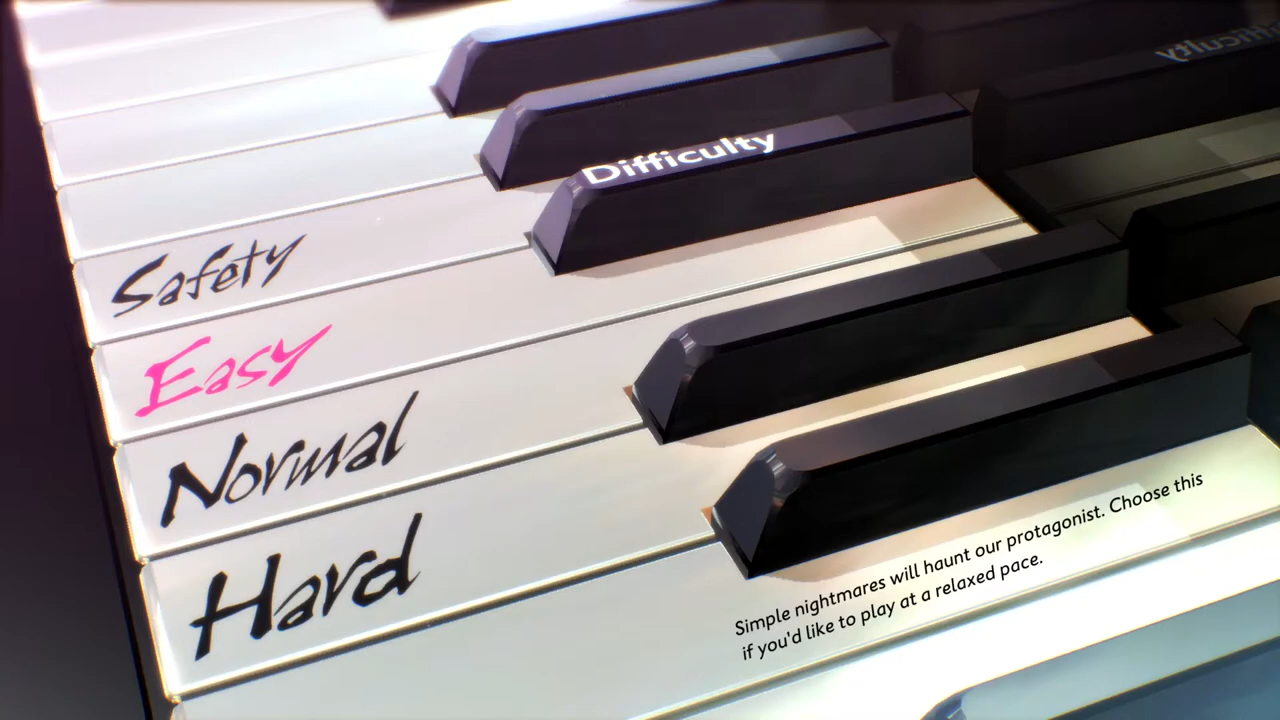 Difficulty
Difficulty
Safety
Easy
Normal
Hard
Simple nightmares will haunt our protagonist. Choose this
if you'd like to play at a relaxed pace.